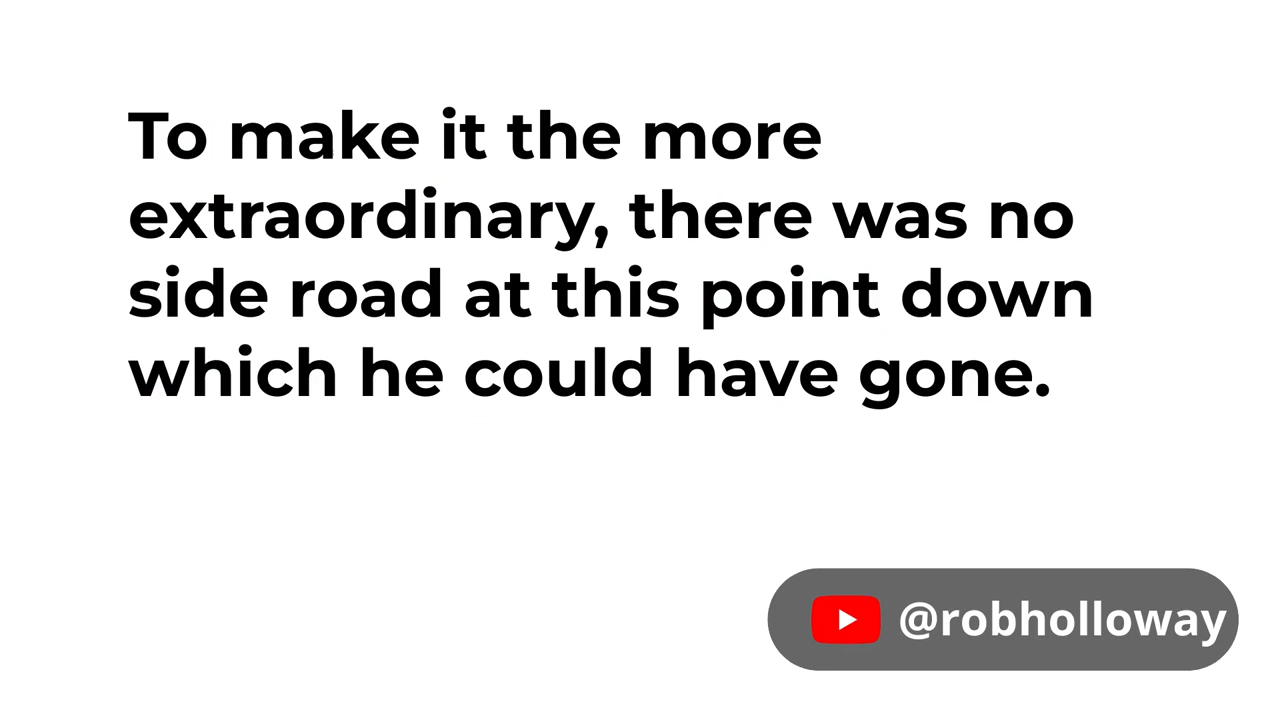 To make it the more
extraordinary, there was no
side road at this point down
which he could have gone.
@robholloway